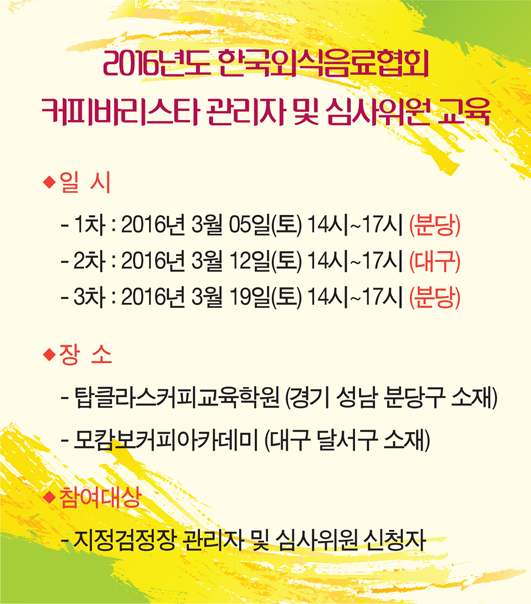 2016년도 한국외식음료협회
커피바리스타 관리자 및 심사위원 교육
◆일 시
- 1차 : 2016년 3월 05일(토) 14시~17시 (분당)
- 2차 : 2016년 3월 12일(토) 14시~17시 (대구)
- 3차 : 2016년 3월 19일(토) 14시~17시 (분당)
◆장 소
- 탑클라스커피교육학원 (경기 성남 분당구 소재)
- 모캄보커피아카데미 (대구 달서구 소재)
◆참여대상
- 지정검정장 관리자 및 심사위원 신청자